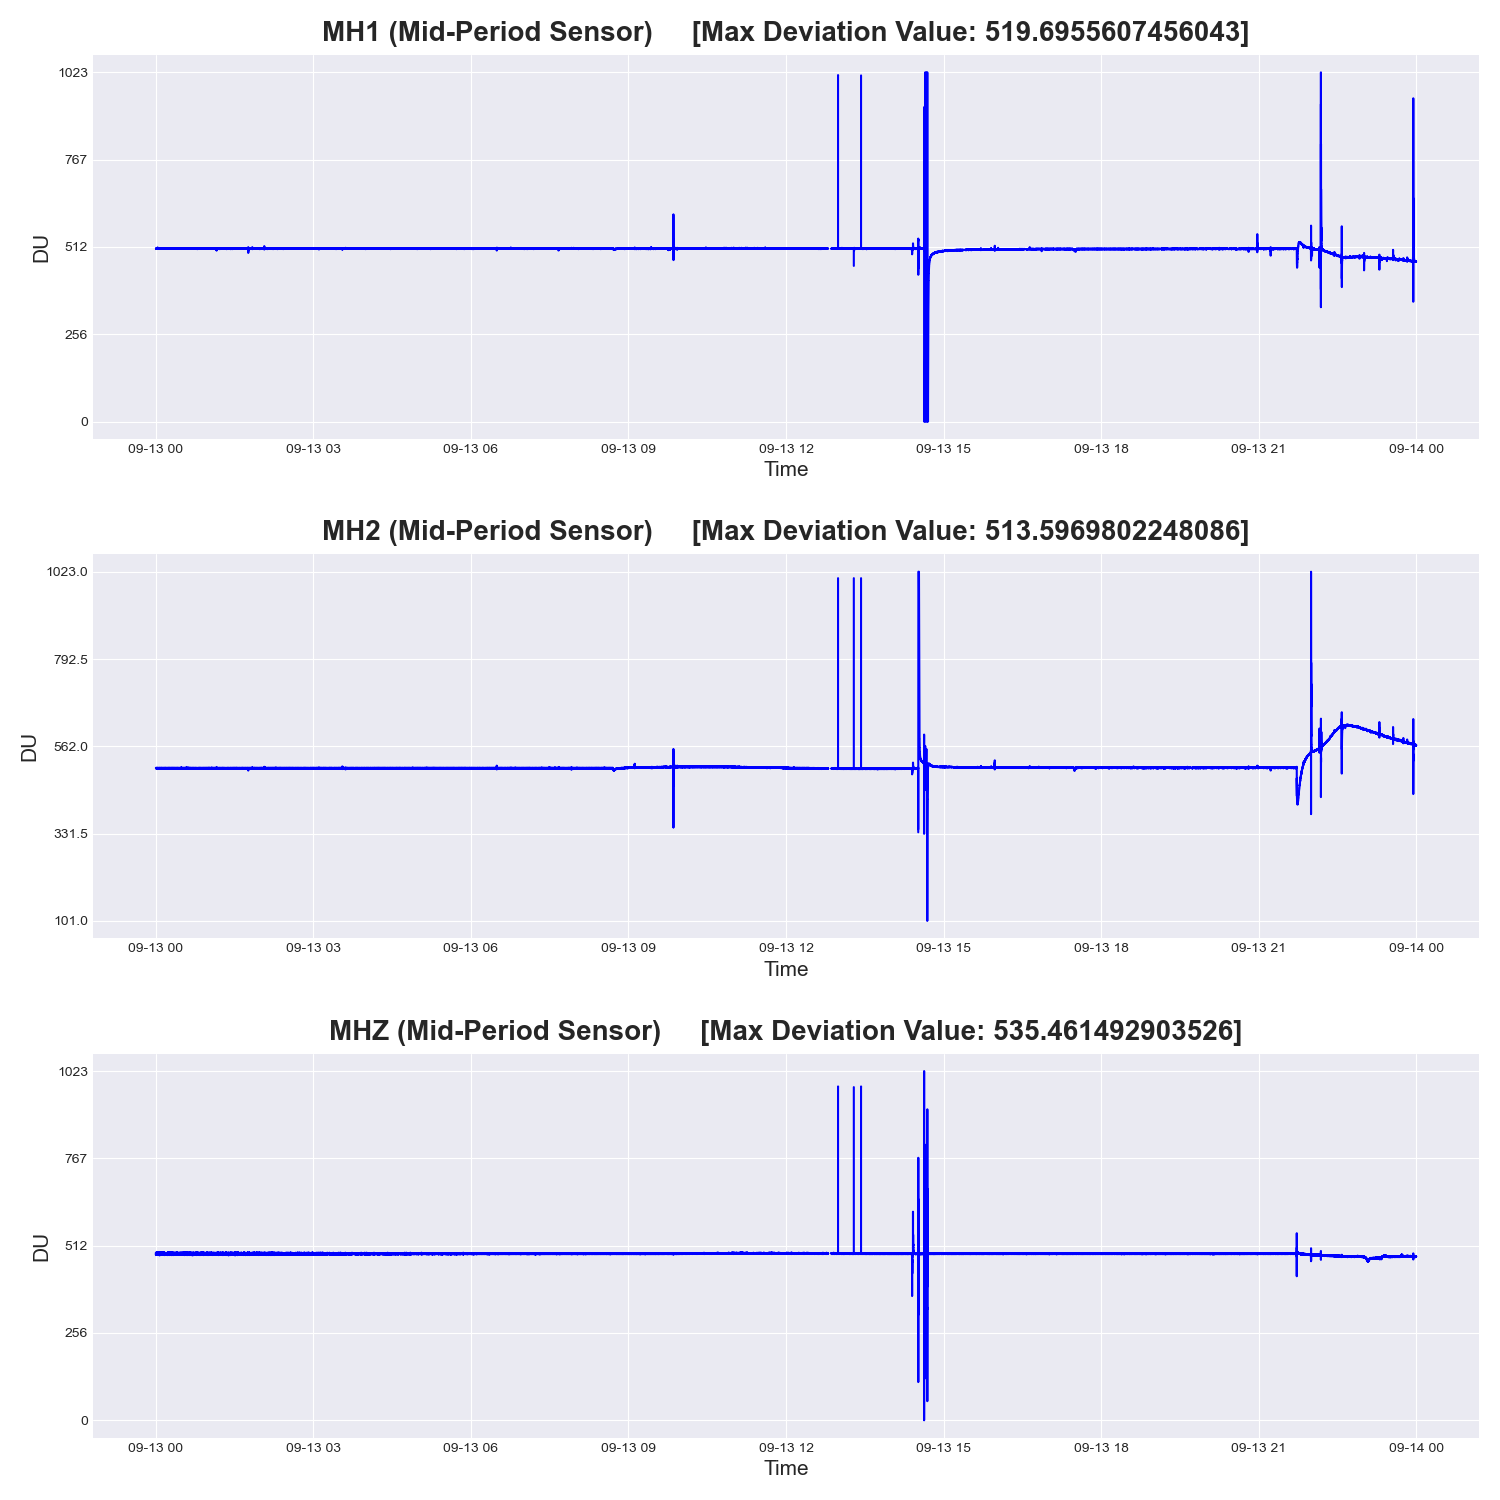 MH1 (Mid-Period Sensor) [Max Deviation Value: 519.6955607456043]
1023
767
512
256
0
DU
09-13 00 09-13 03 09-13 06 09-13 09 09-13 12 09-13 15 09-13 18 09-13 21 09-14 00
Time
MH2 (Mid-Period Sensor) [Max Deviation Value: 513.5969802248086]
1023.0
792.5
562.0
331.5
101.0
DU
09-13 00 09-13 03 09-13 06 09-13 09 09-13 12 09-13 15 09-13 18 09-13 21 09-14 00
Time
MHZ (Mid-Period Sensor) [Max Deviation Value: 535.461492903526]
1023
767
512
256
0
DU
09-13 00 09-13 03 09-13 06 09-13 09 09-13 12 09-13 15 09-13 18 09-13 21 09-14 00
Time